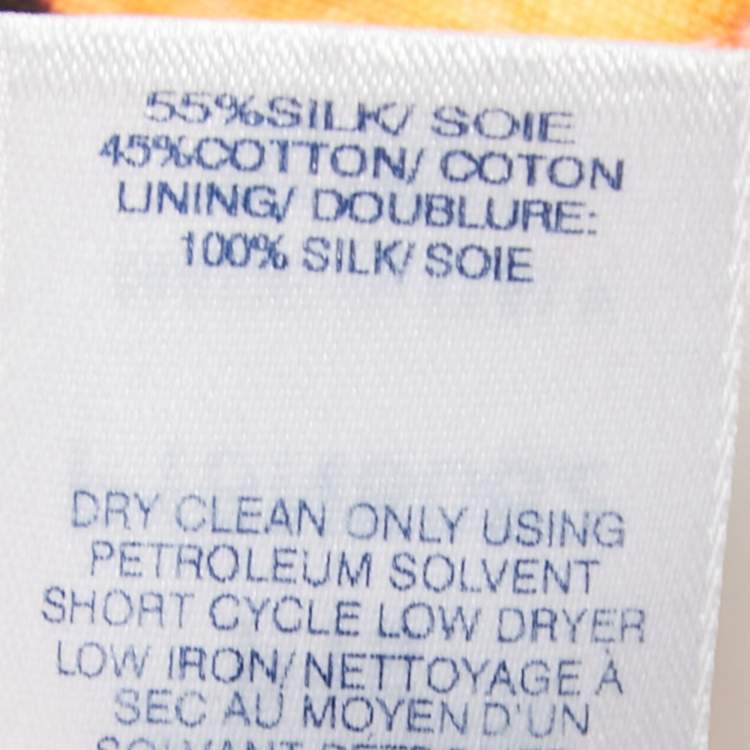 55%SILK/ SOIE
45%COTTON/ COTON
LINING/ DOUBLURE:
100% SILK/ SOIE
DRY CLEAN ONLY USING
PETROLEUM SOLVENT
SHORT CYCLE LOW DRYER
LOW IRON/NETTOYAGE À
SEC AU MOYEN D'UN
SOLVANT